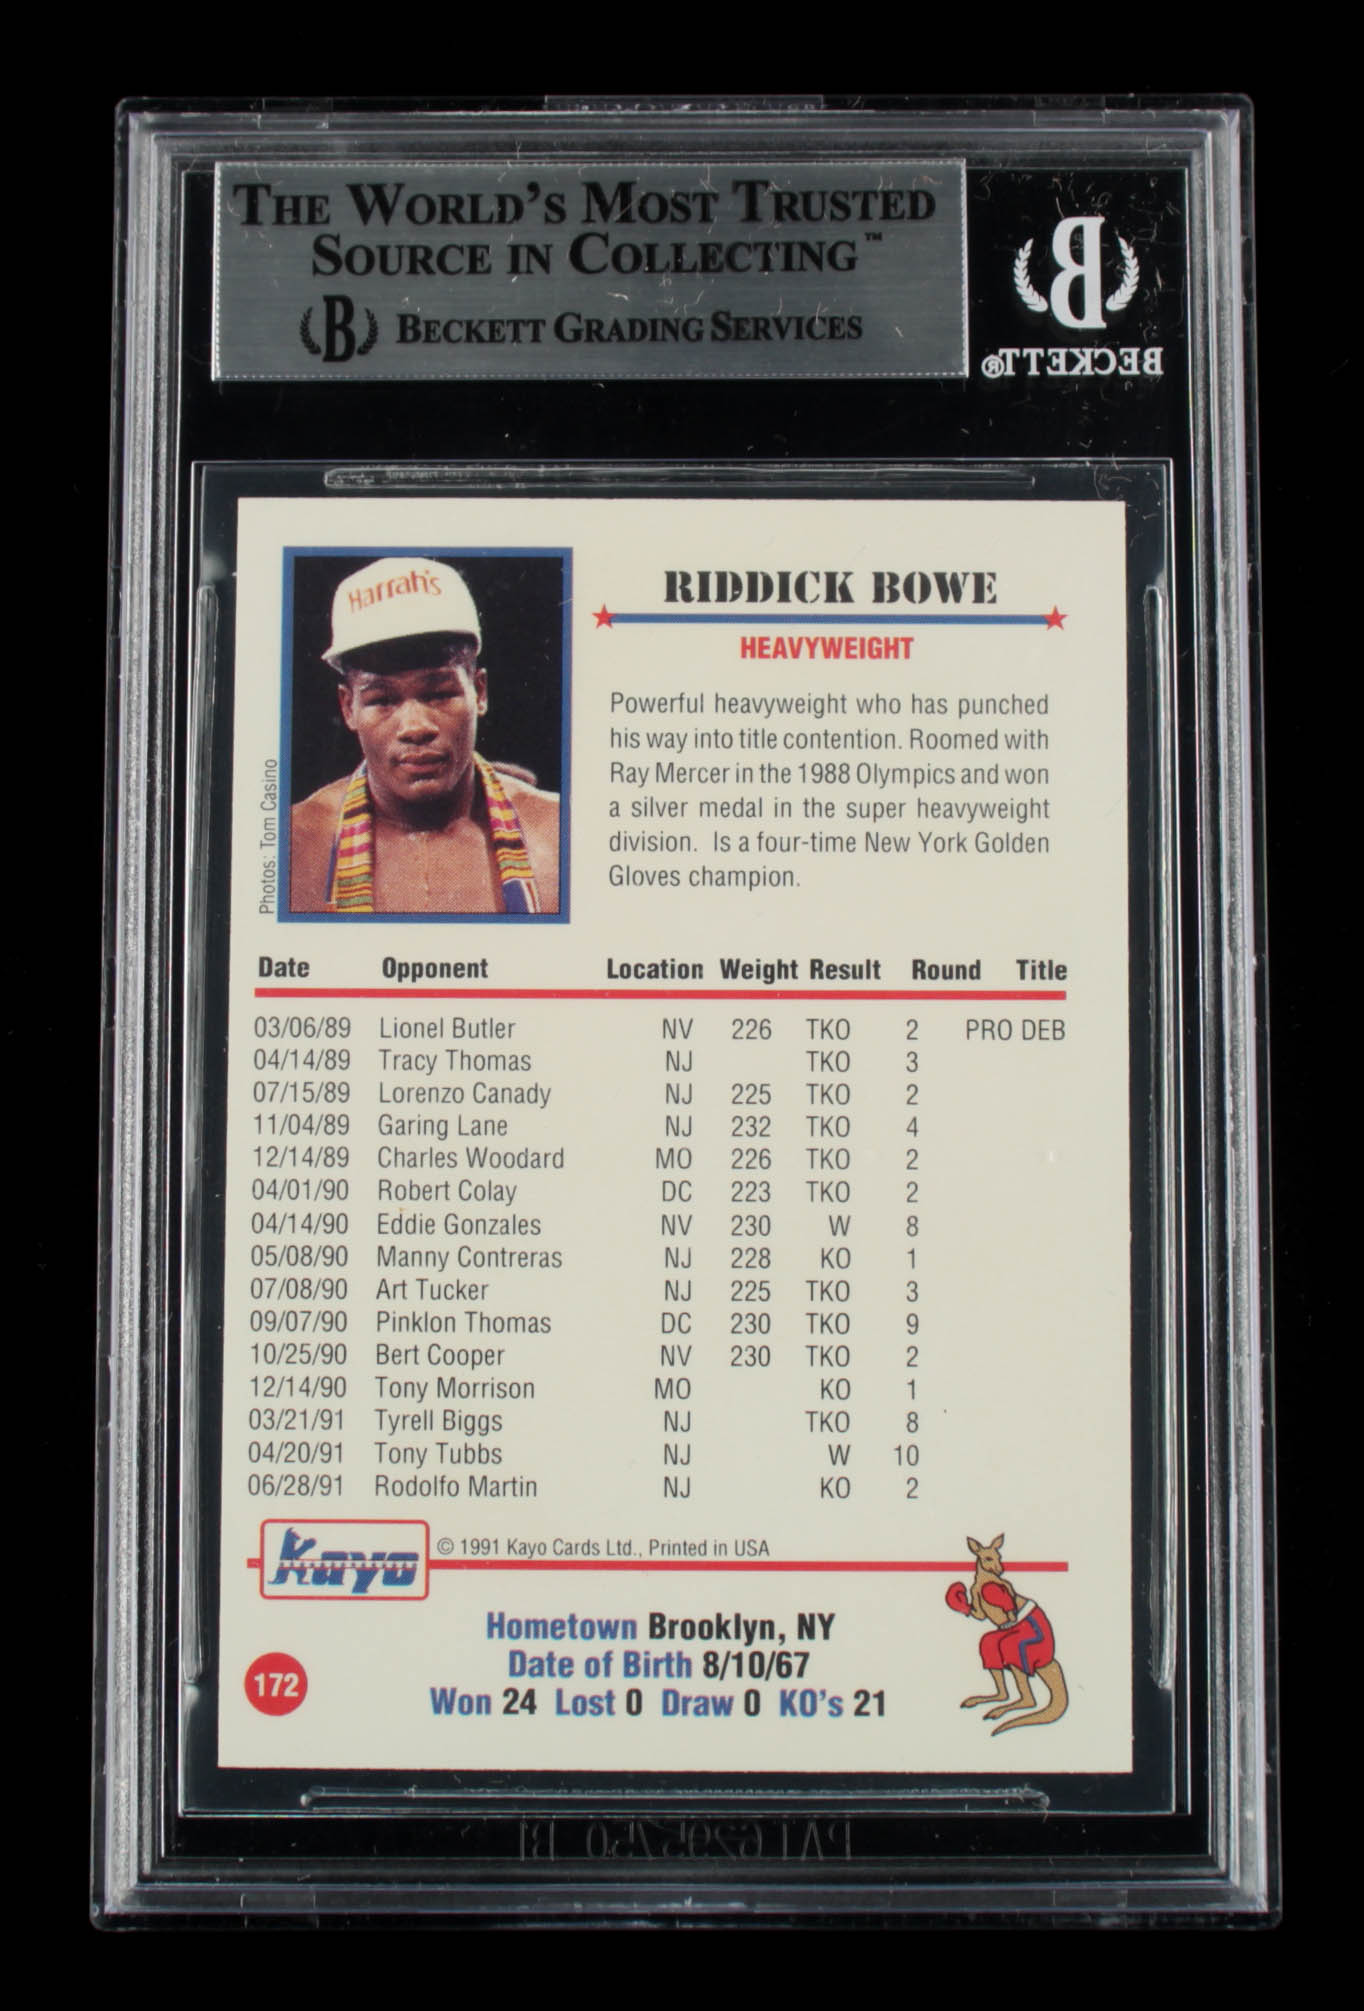 THE WORLD'S MOST TRUSTED
SOURCE IN COLLECTING™
B BECKETT GRADING SERVICES
B
BECKETT®
Harrah's
Photos: Tom Casino
RIDDICK BOWE
HEAVYWEIGHT
Powerful heavyweight who has punched
his way into title contention. Roomed with
Ray Mercer in the 1988 Olympics and won
a silver medal in the super heavyweight
division. Is a four-time New York Golden
Gloves champion.
Date Opponent Location Weight Result Round Title
03/06/89 Lionel Butler NV 226 TKO 2 PRO DEB
04/14/89 Tracy Thomas NJ TKO 3
07/15/89 Lorenzo Canady NJ 225 TKO 2
11/04/89 Garing Lane NJ 232 TKO 4
12/14/89 Charles Woodard MO 226 TKO 2
04/01/90 Robert Colay DC 223 TKO 2
04/14/90 Eddie Gonzales NV 230 W 8
05/08/90 Manny Contreras NJ 228 KO 1
07/08/90 Art Tucker NJ 225 TKO 3
09/07/90 Pinklon Thomas DC 230 TKO 9
10/25/90 Bert Cooper NV 230 TKO 2
12/14/90 Tony Morrison MO KO 1
03/21/91 Tyrell Biggs NJ TKO 8
04/20/91 Tony Tubbs NJ W 10
06/28/91 Rodolfo Martin NJ KO 2
Kayo © 1991 Kayo Cards Ltd., Printed in USA
Hometown Brooklyn, NY
Date of Birth 8/10/67
172
Won 24 Lost 0 Draw 0 KO's 21